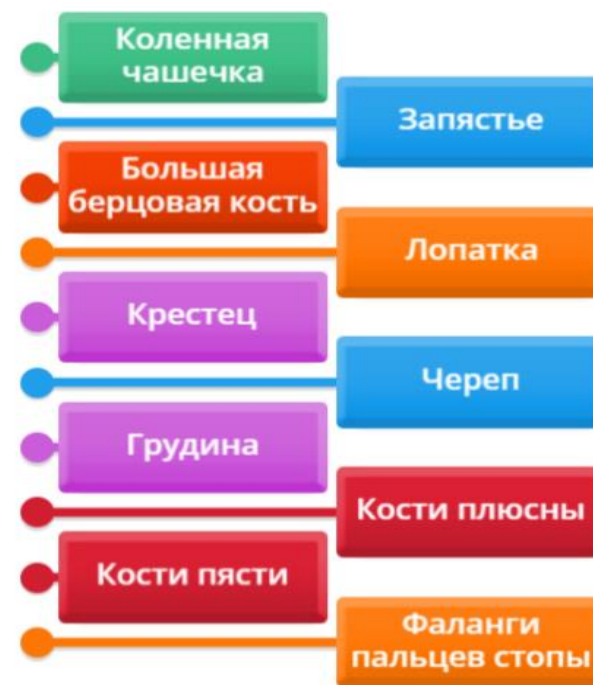 Коленная
чашечка
Запястье
Большая
берцовая кость
Лопатка
Крестец
Череп
Грудина
Кости плюсны
Кости пясти
Фаланги
пальцев стопы